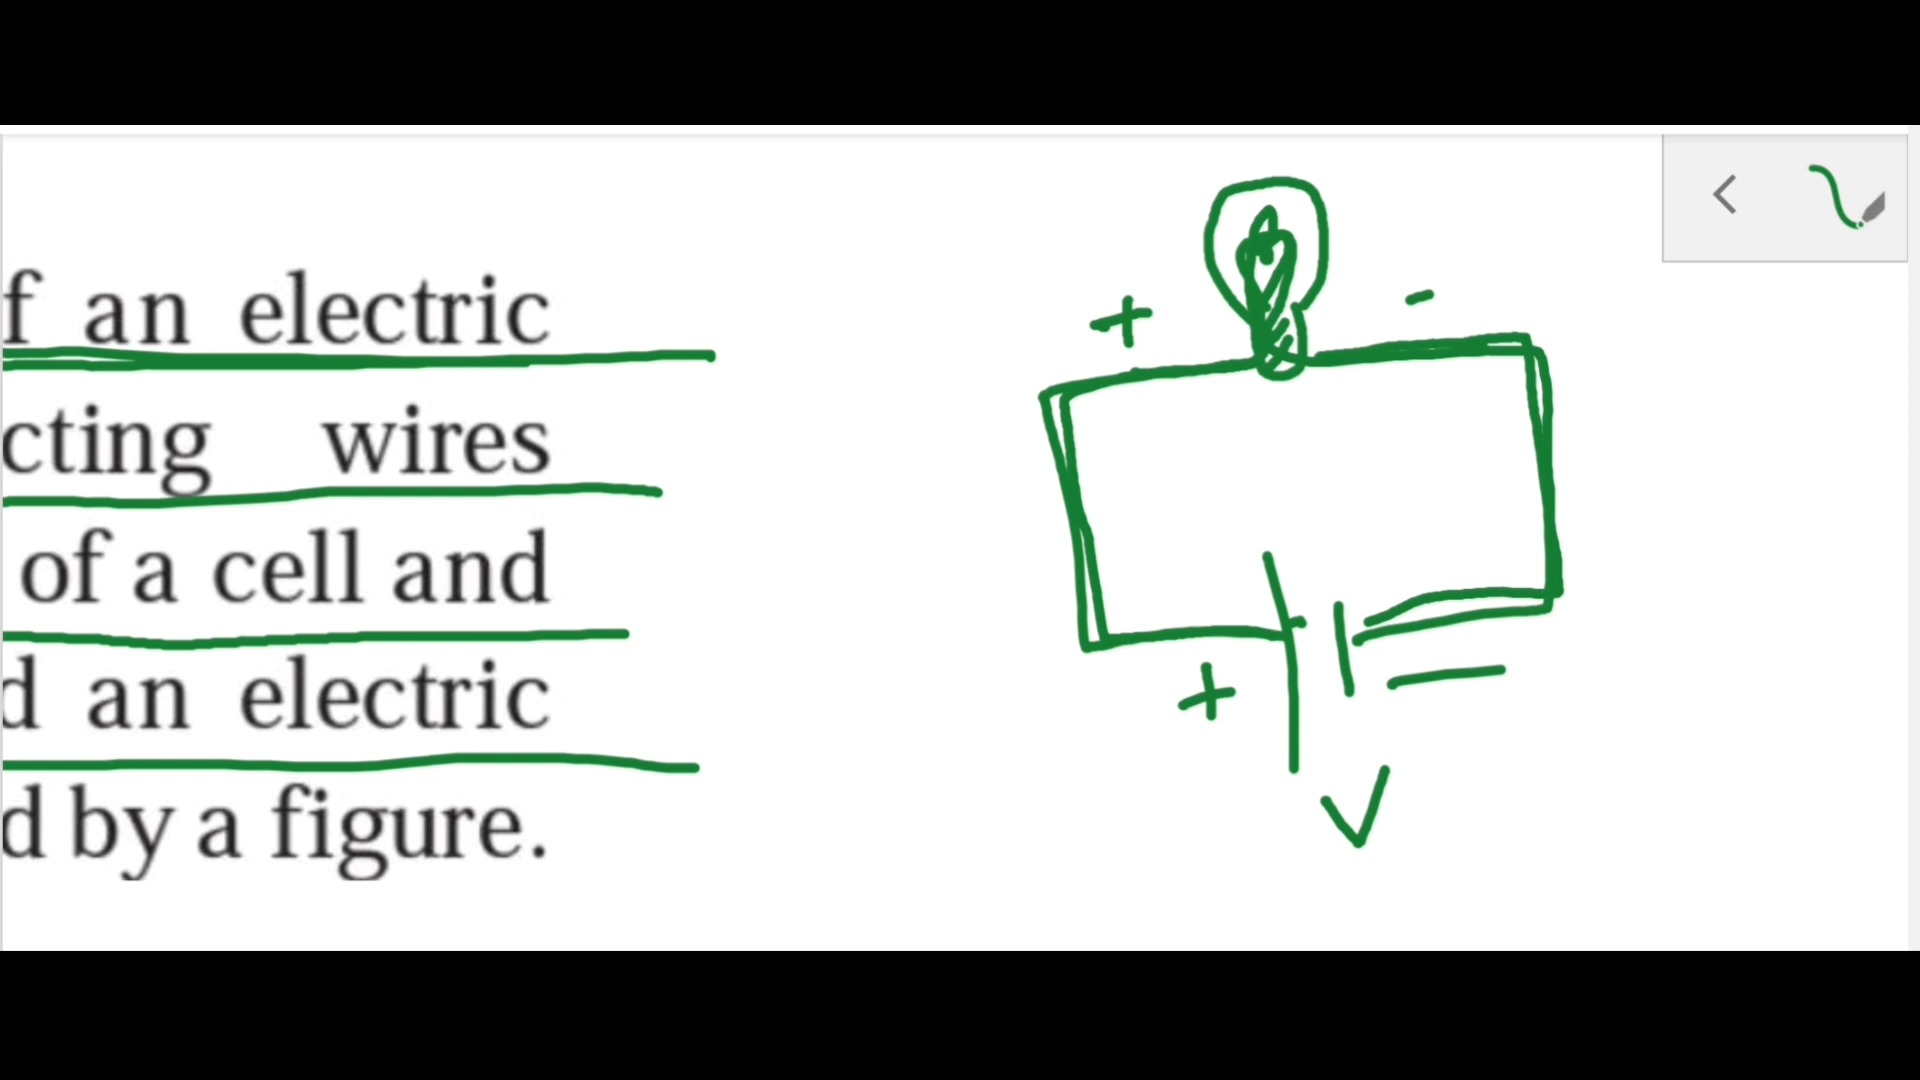 f an electric
cting wires
of a cell and
d an electric
d by a figure.
+ -
+
V